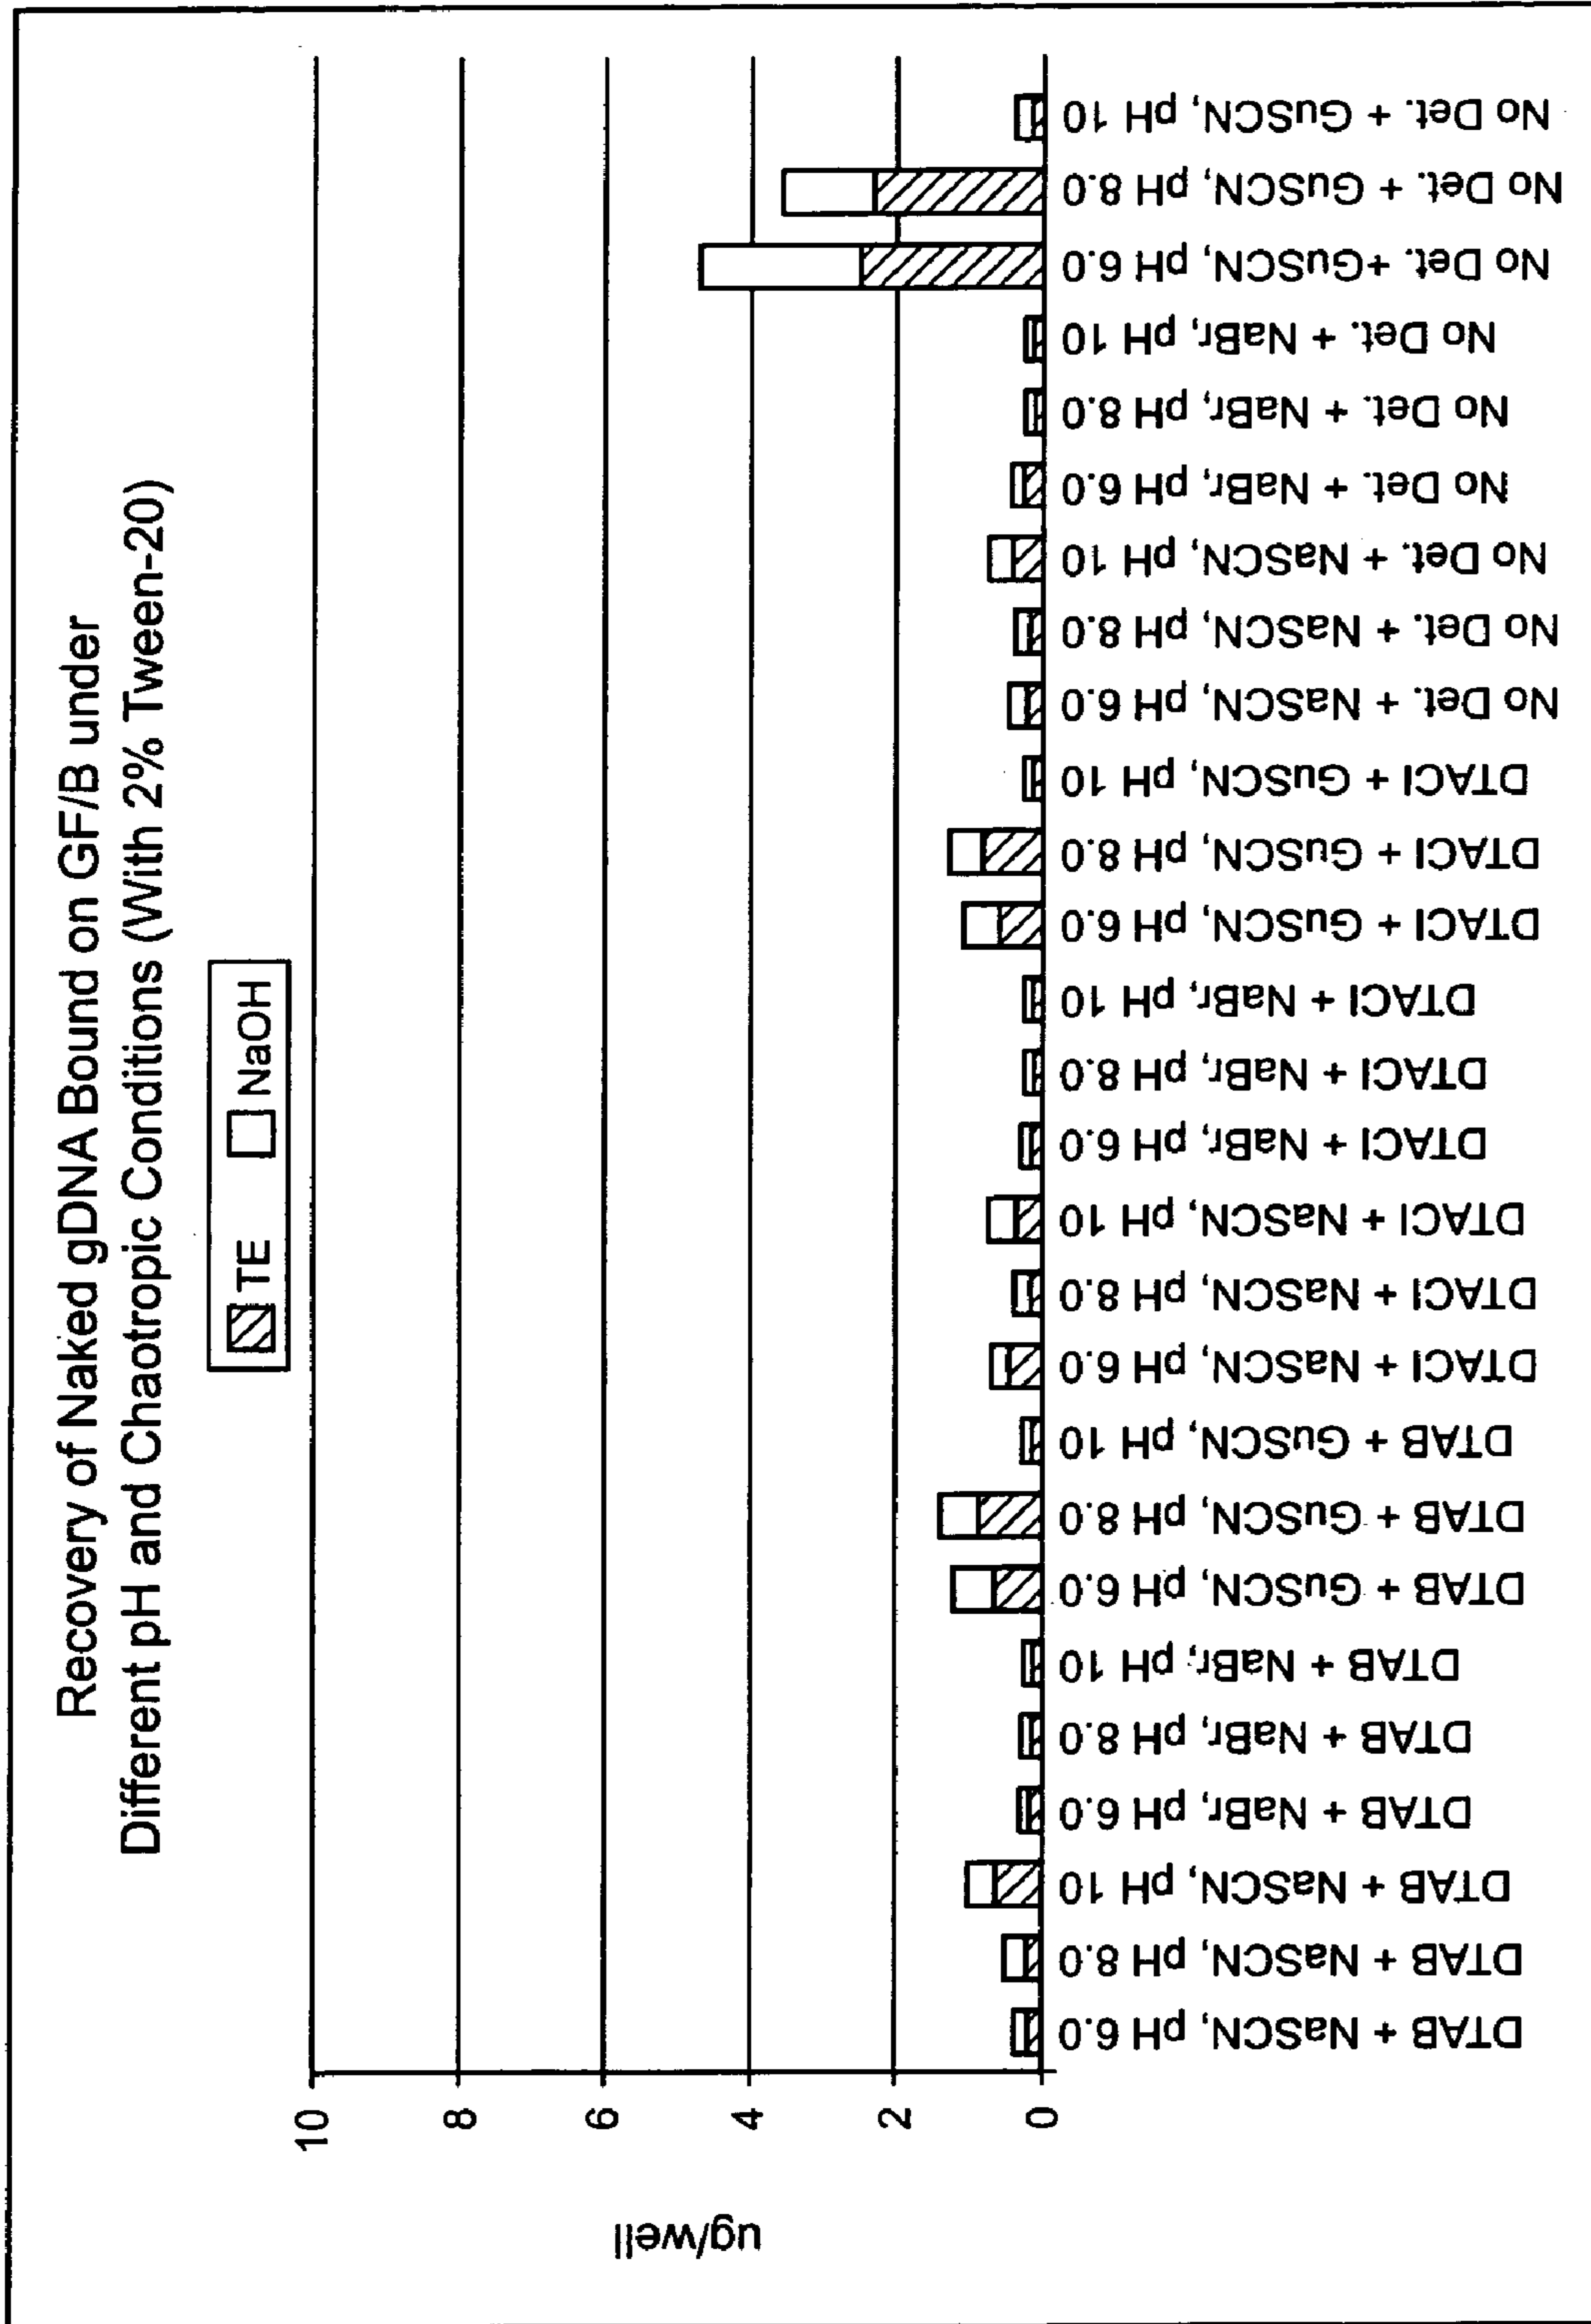 Recovery of Naked gDNA Bound on GF/B under
Different pH and Chaotropic Conditions (With 2% Tween-20)
TE
NaOH
ug/well
10
8
6
4
2
0
DTAB + NaSCN, pH 6.0
DTAB + NaSCN, pH 8.0
DTAB + NaSCN, pH 10
DTAB + NaBr, pH 6.0
DTAB + NaBr, pH 8.0
DTAB + NaBr, pH 10
DTAB + GuSCN, pH 6.0
DTAB + GuSCN, pH 8.0
DTAB + GuSCN, pH 10
DTACl + NaSCN, pH 6.0
DTACl + NaSCN, pH 8.0
DTACl + NaSCN, pH 10
DTACl + NaBr, pH 6.0
DTACl + NaBr, pH 8.0
DTACl + NaBr, pH 10
DTACl + GuSCN, pH 6.0
DTACl + GuSCN, pH 8.0
DTACl + GuSCN, pH 10
No Det. + NaSCN, pH 6.0
No Det. + NaSCN, pH 8.0
No Det. + NaSCN, pH 10
No Det. + NaBr, pH 6.0
No Det. + NaBr, pH 8.0
No Det. + NaBr, pH 10
No Det. +GuSCN, pH 6.0
No Det. + GuSCN, pH 8.0
No Det. + GuSCN, pH 10